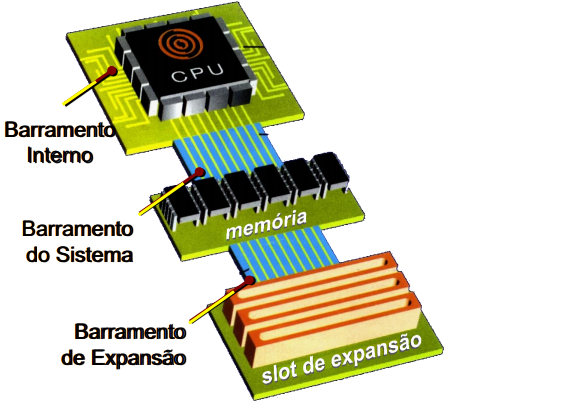 CPU
Barramento
Interno
Barramento
do Sistema
memória
Barramento
de Expansão
slot de expansão